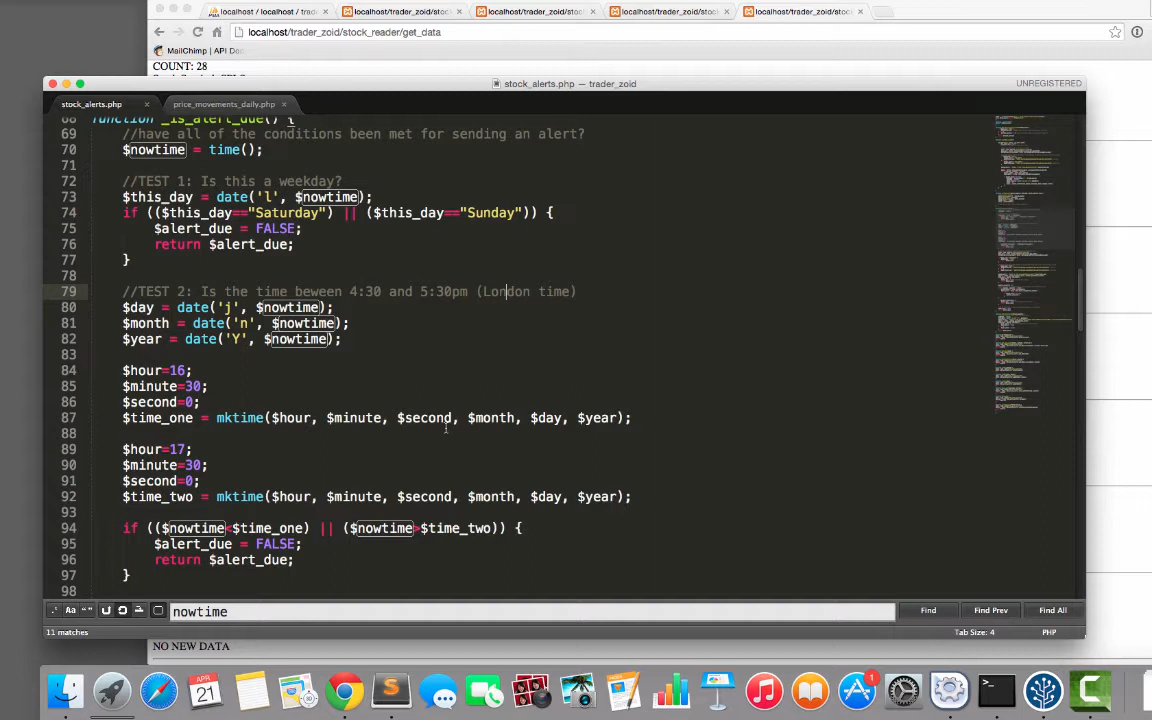 localhost / localhost / trad
localhost/trader_zoid/stoc
localhost/trader_zoid/stoc
localhost/trader_zoid/stoc
localhost/trader_zoid/stoc
localhost/trader_zoid/stock_reader/get_data
MailChimp | API Do
COUNT: 28
stock_alerts.php — trader_zoid
UNREGISTERED
stock_alerts.php
price_movements_daily.php
68 function _is_alert_due() {
69 //have all of the conditions been met for sending an alert?
70 $nowtime = time();
71
72 //TEST 1: Is this a weekday?
73 $this_day = date('l', $nowtime);
74 if (($this_day=="Saturday") || ($this_day=="Sunday")) {
75 $alert_due = FALSE;
76 return $alert_due;
77 }
78
79 //TEST 2: Is the time beween 4:30 and 5:30pm (London time)
80 $day = date('j', $nowtime);
81 $month = date('n', $nowtime);
82 $year = date('Y', $nowtime);
83
84 $hour=16;
85 $minute=30;
86 $second=0;
87 $time_one = mktime($hour, $minute, $second, $month, $day, $year);
88
89 $hour=17;
90 $minute=30;
91 $second=0;
92 $time_two = mktime($hour, $minute, $second, $month, $day, $year);
93
94 if (($nowtime<$time_one) || ($nowtime>$time_two)) {
95 $alert_due = FALSE;
96 return $alert_due;
97 }
98
.* Aa “” nowtime Find Find Prev Find All
11 matches Tab Size: 4 PHP
NO NEW DATA
APR
21
1